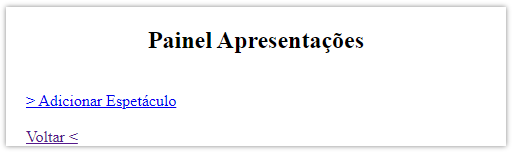 Painel Apresentações
> Adicionar Espetáculo
Voltar <